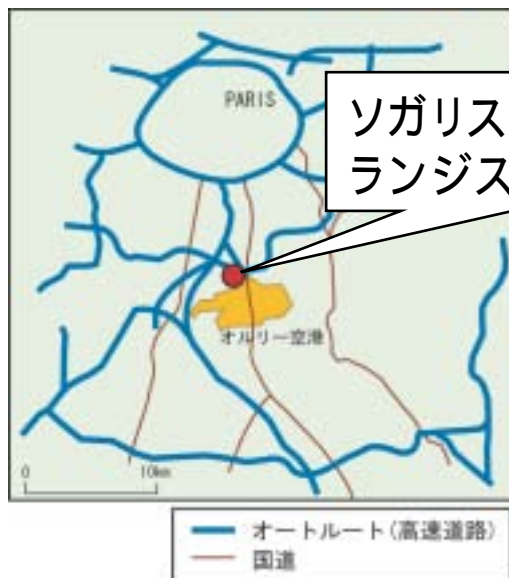 PARIS
ソガリス
ランジス
オルリー空港
0 10km
オートルート(高速道路)
国道